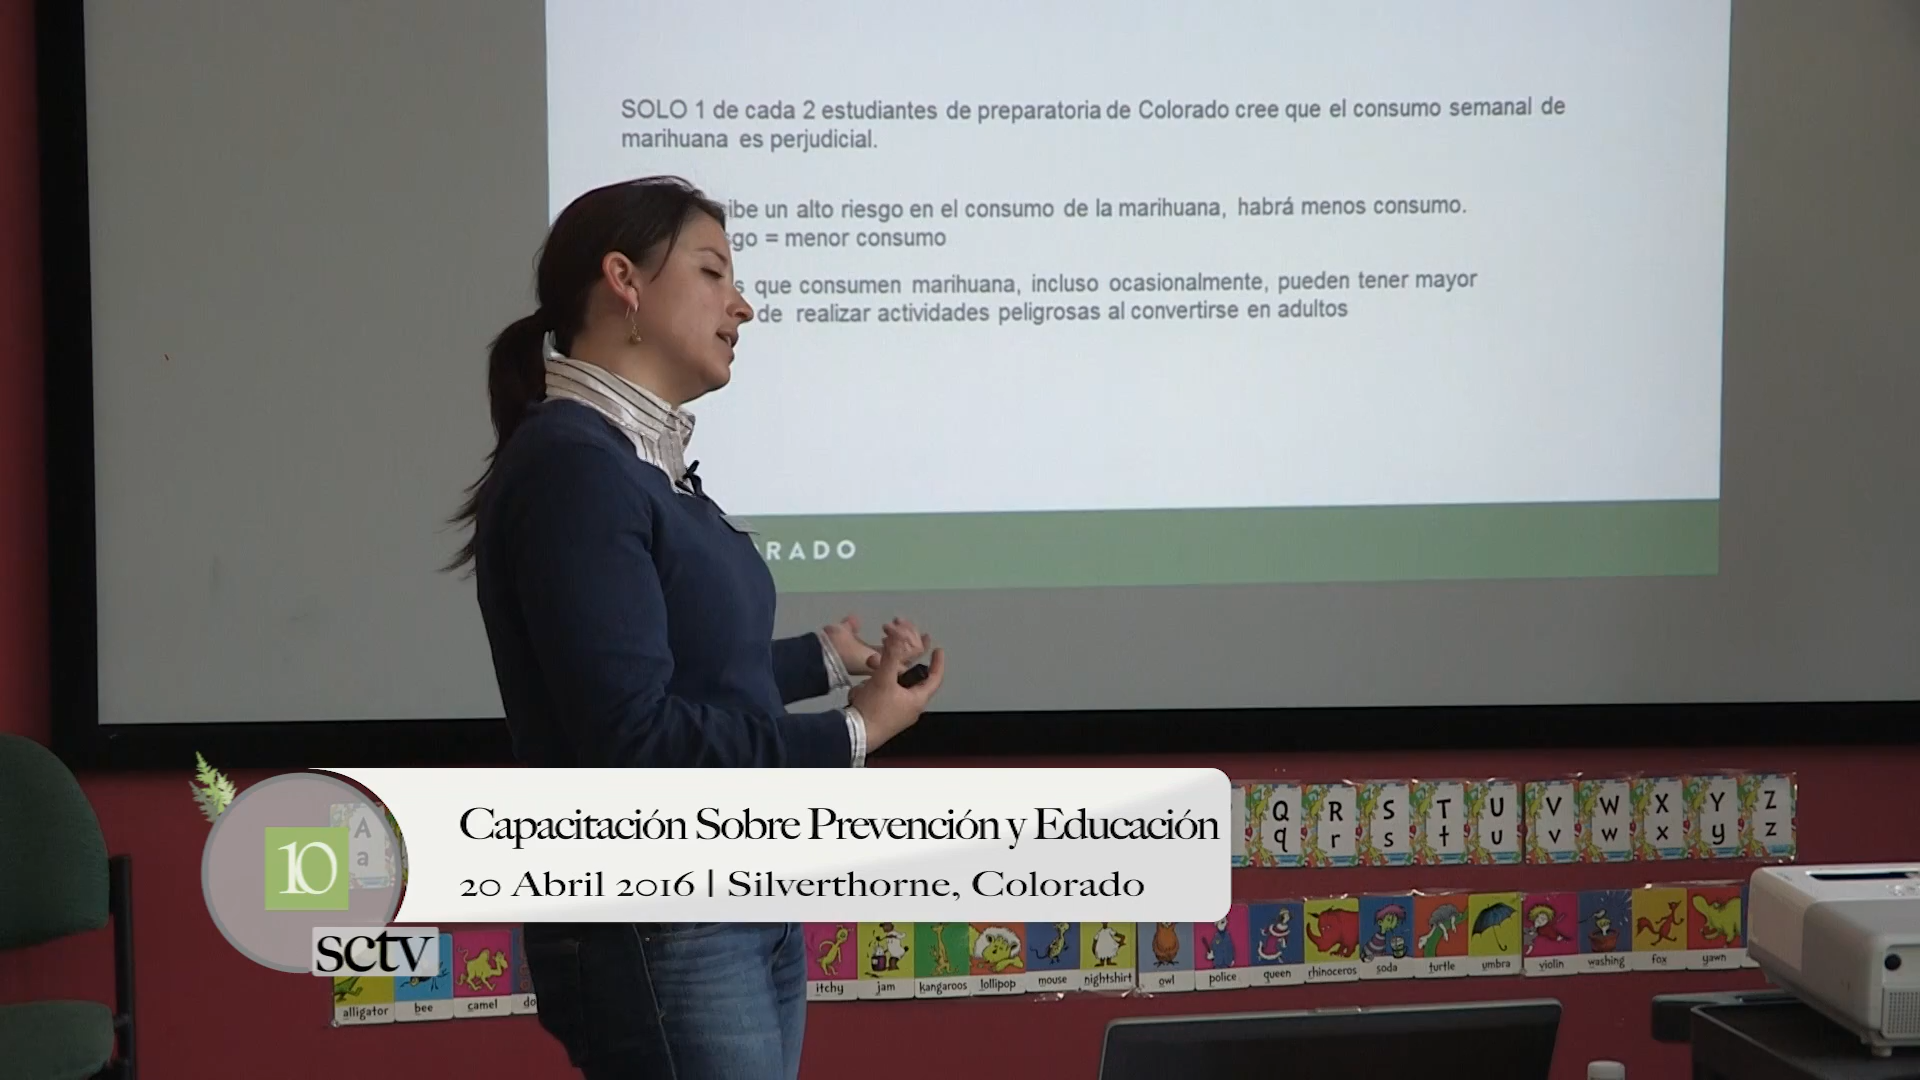 SOLO 1 de cada 2 estudiantes de preparatoria de Colorado cree que el consumo semanal de
marihuana es perjudicial.
un alto riesgo en el consumo de la marihuana, habrá menos consumo.
= menor consumo
que consumen marihuana, incluso ocasionalmente, pueden tener mayor
de realizar actividades peligrosas al convertirse en adultos
RADO
Capacitación Sobre Prevención y Educación
20 Abril 2016 | Silverthorne, Colorado
10
sctv
A
a
Q R S T U V W X Y Z
q r s t u v w x y z
alligator bee camel do itchy jam kangaroos lollipop mouse nightshirt owl police queen rhinoceros soda turtle umbra violin washing fox yawn